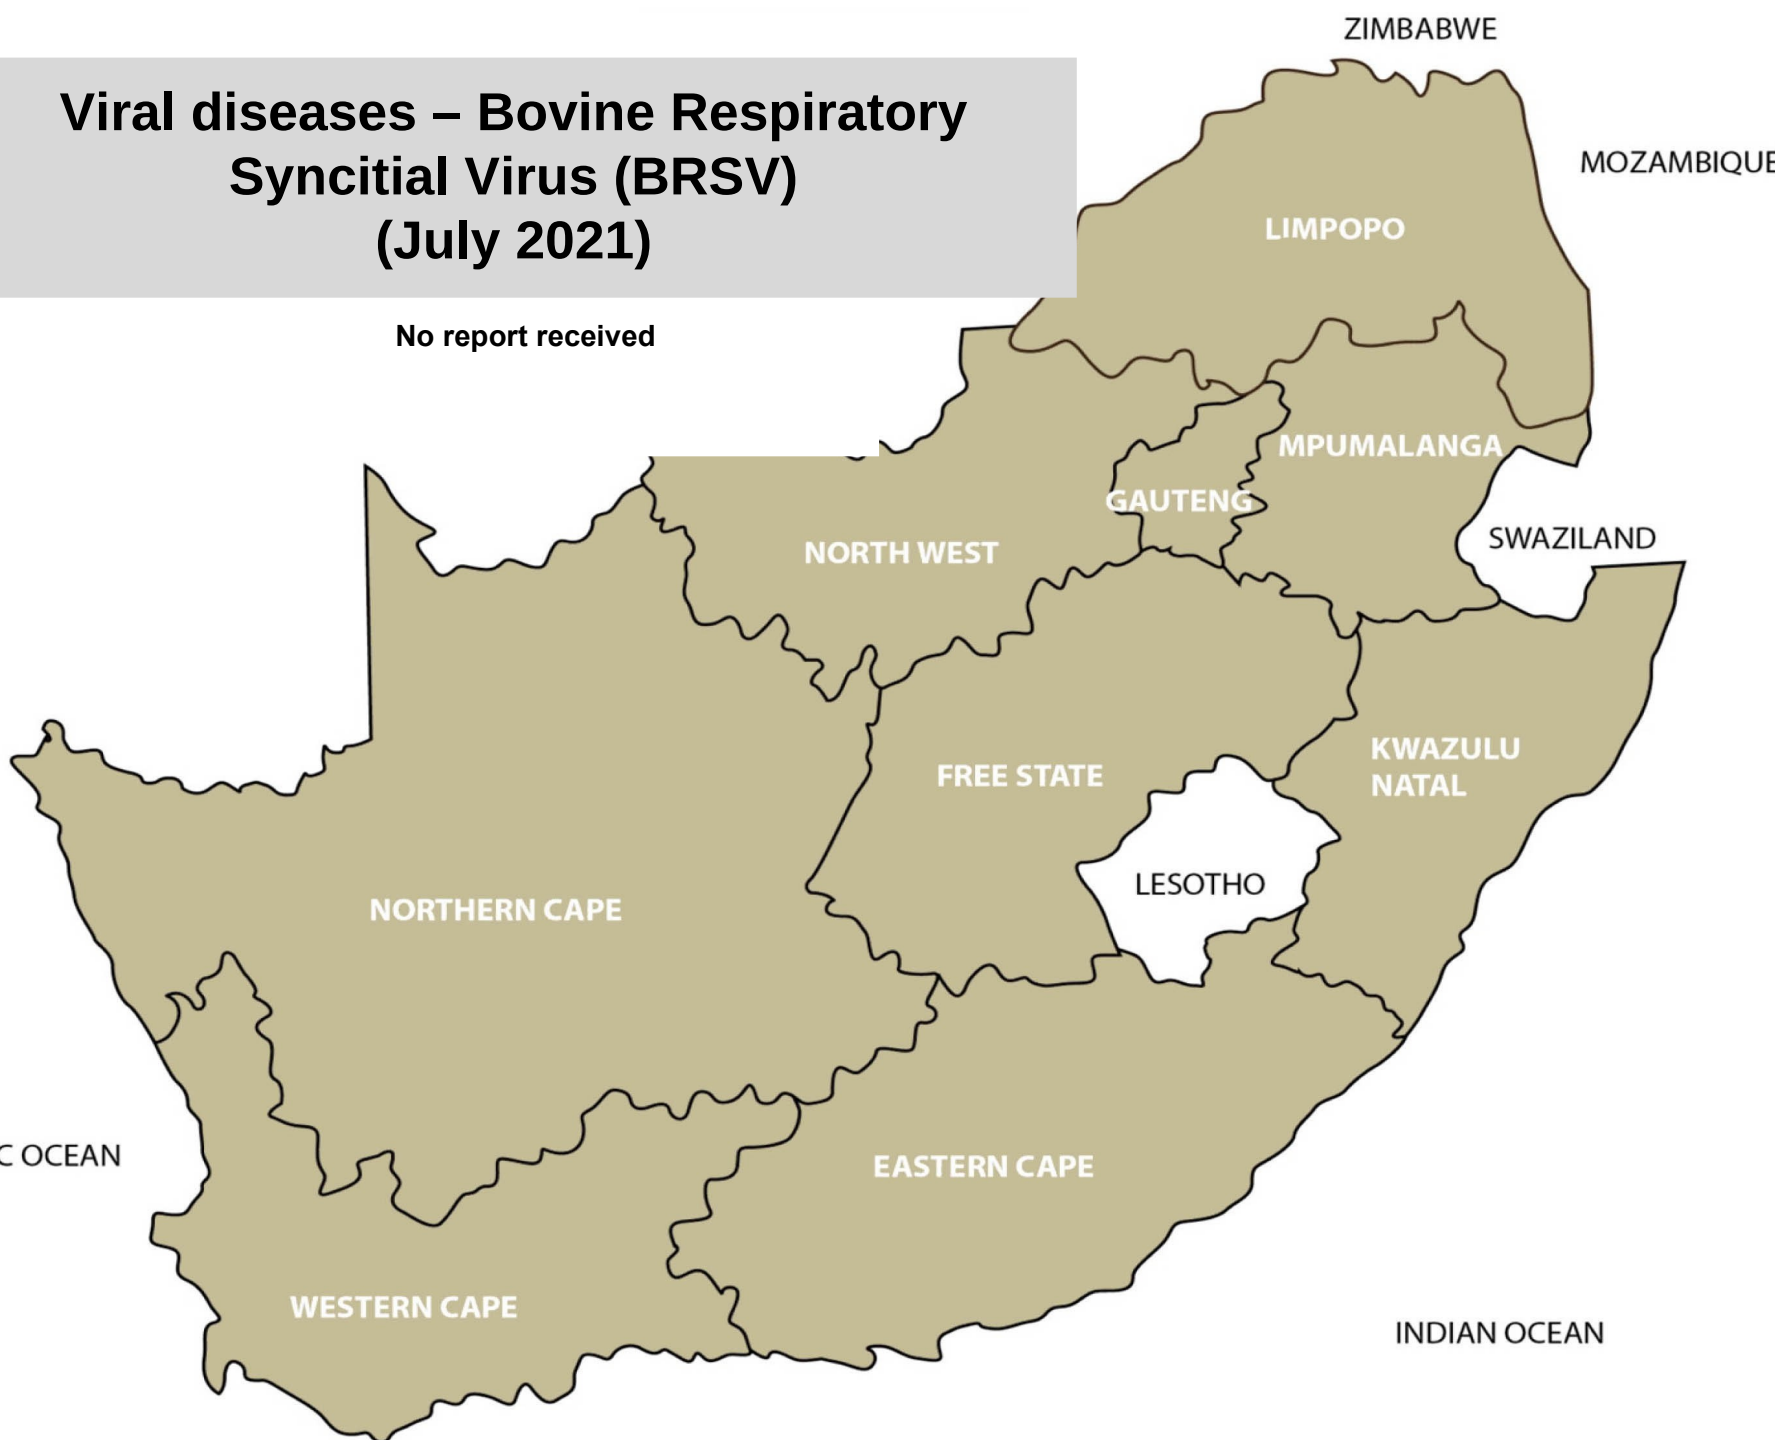 ZIMBABWE
Viral diseases – Bovine Respiratory
Syncitial Virus (BRSV)
(July 2021)
MOZAMBIQUE
LIMPOPO
No report received
MPUMALANGA
GAUTENG
SWAZILAND
NORTH WEST
KWAZULU
NATAL
FREE STATE
LESOTHO
NORTHERN CAPE
C OCEAN
EASTERN CAPE
WESTERN CAPE
INDIAN OCEAN